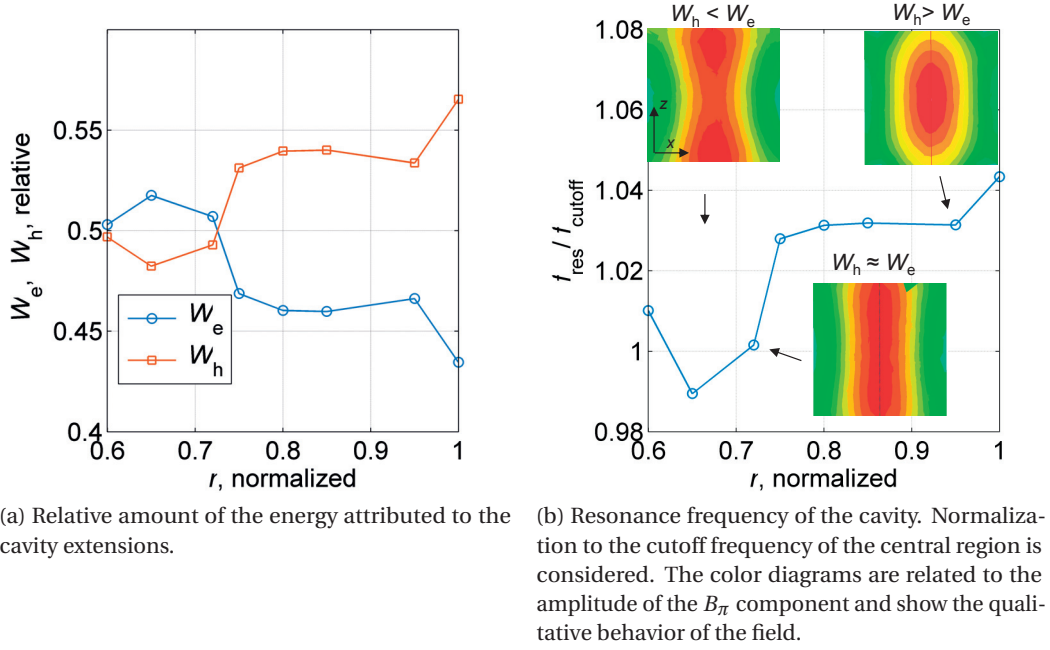 0.55
0.5
0.45
0.4
W_e, W_h, relative
W_e
W_h
0.6 0.7 0.8 0.9 1
r, normalized
(a) Relative amount of the energy attributed to the
cavity extensions.
W_h < W_e
W_h > W_e
1.08
1.06
1.04
1.02
1
0.98
f_res / f_cutoff
z
x
W_h ≈ W_e
0.6 0.7 0.8 0.9 1
r, normalized
(b) Resonance frequency of the cavity. Normaliza-
tion to the cutoff frequency of the central region is
considered. The color diagrams are related to the
amplitude of the B_π component and show the quali-
tative behavior of the field.